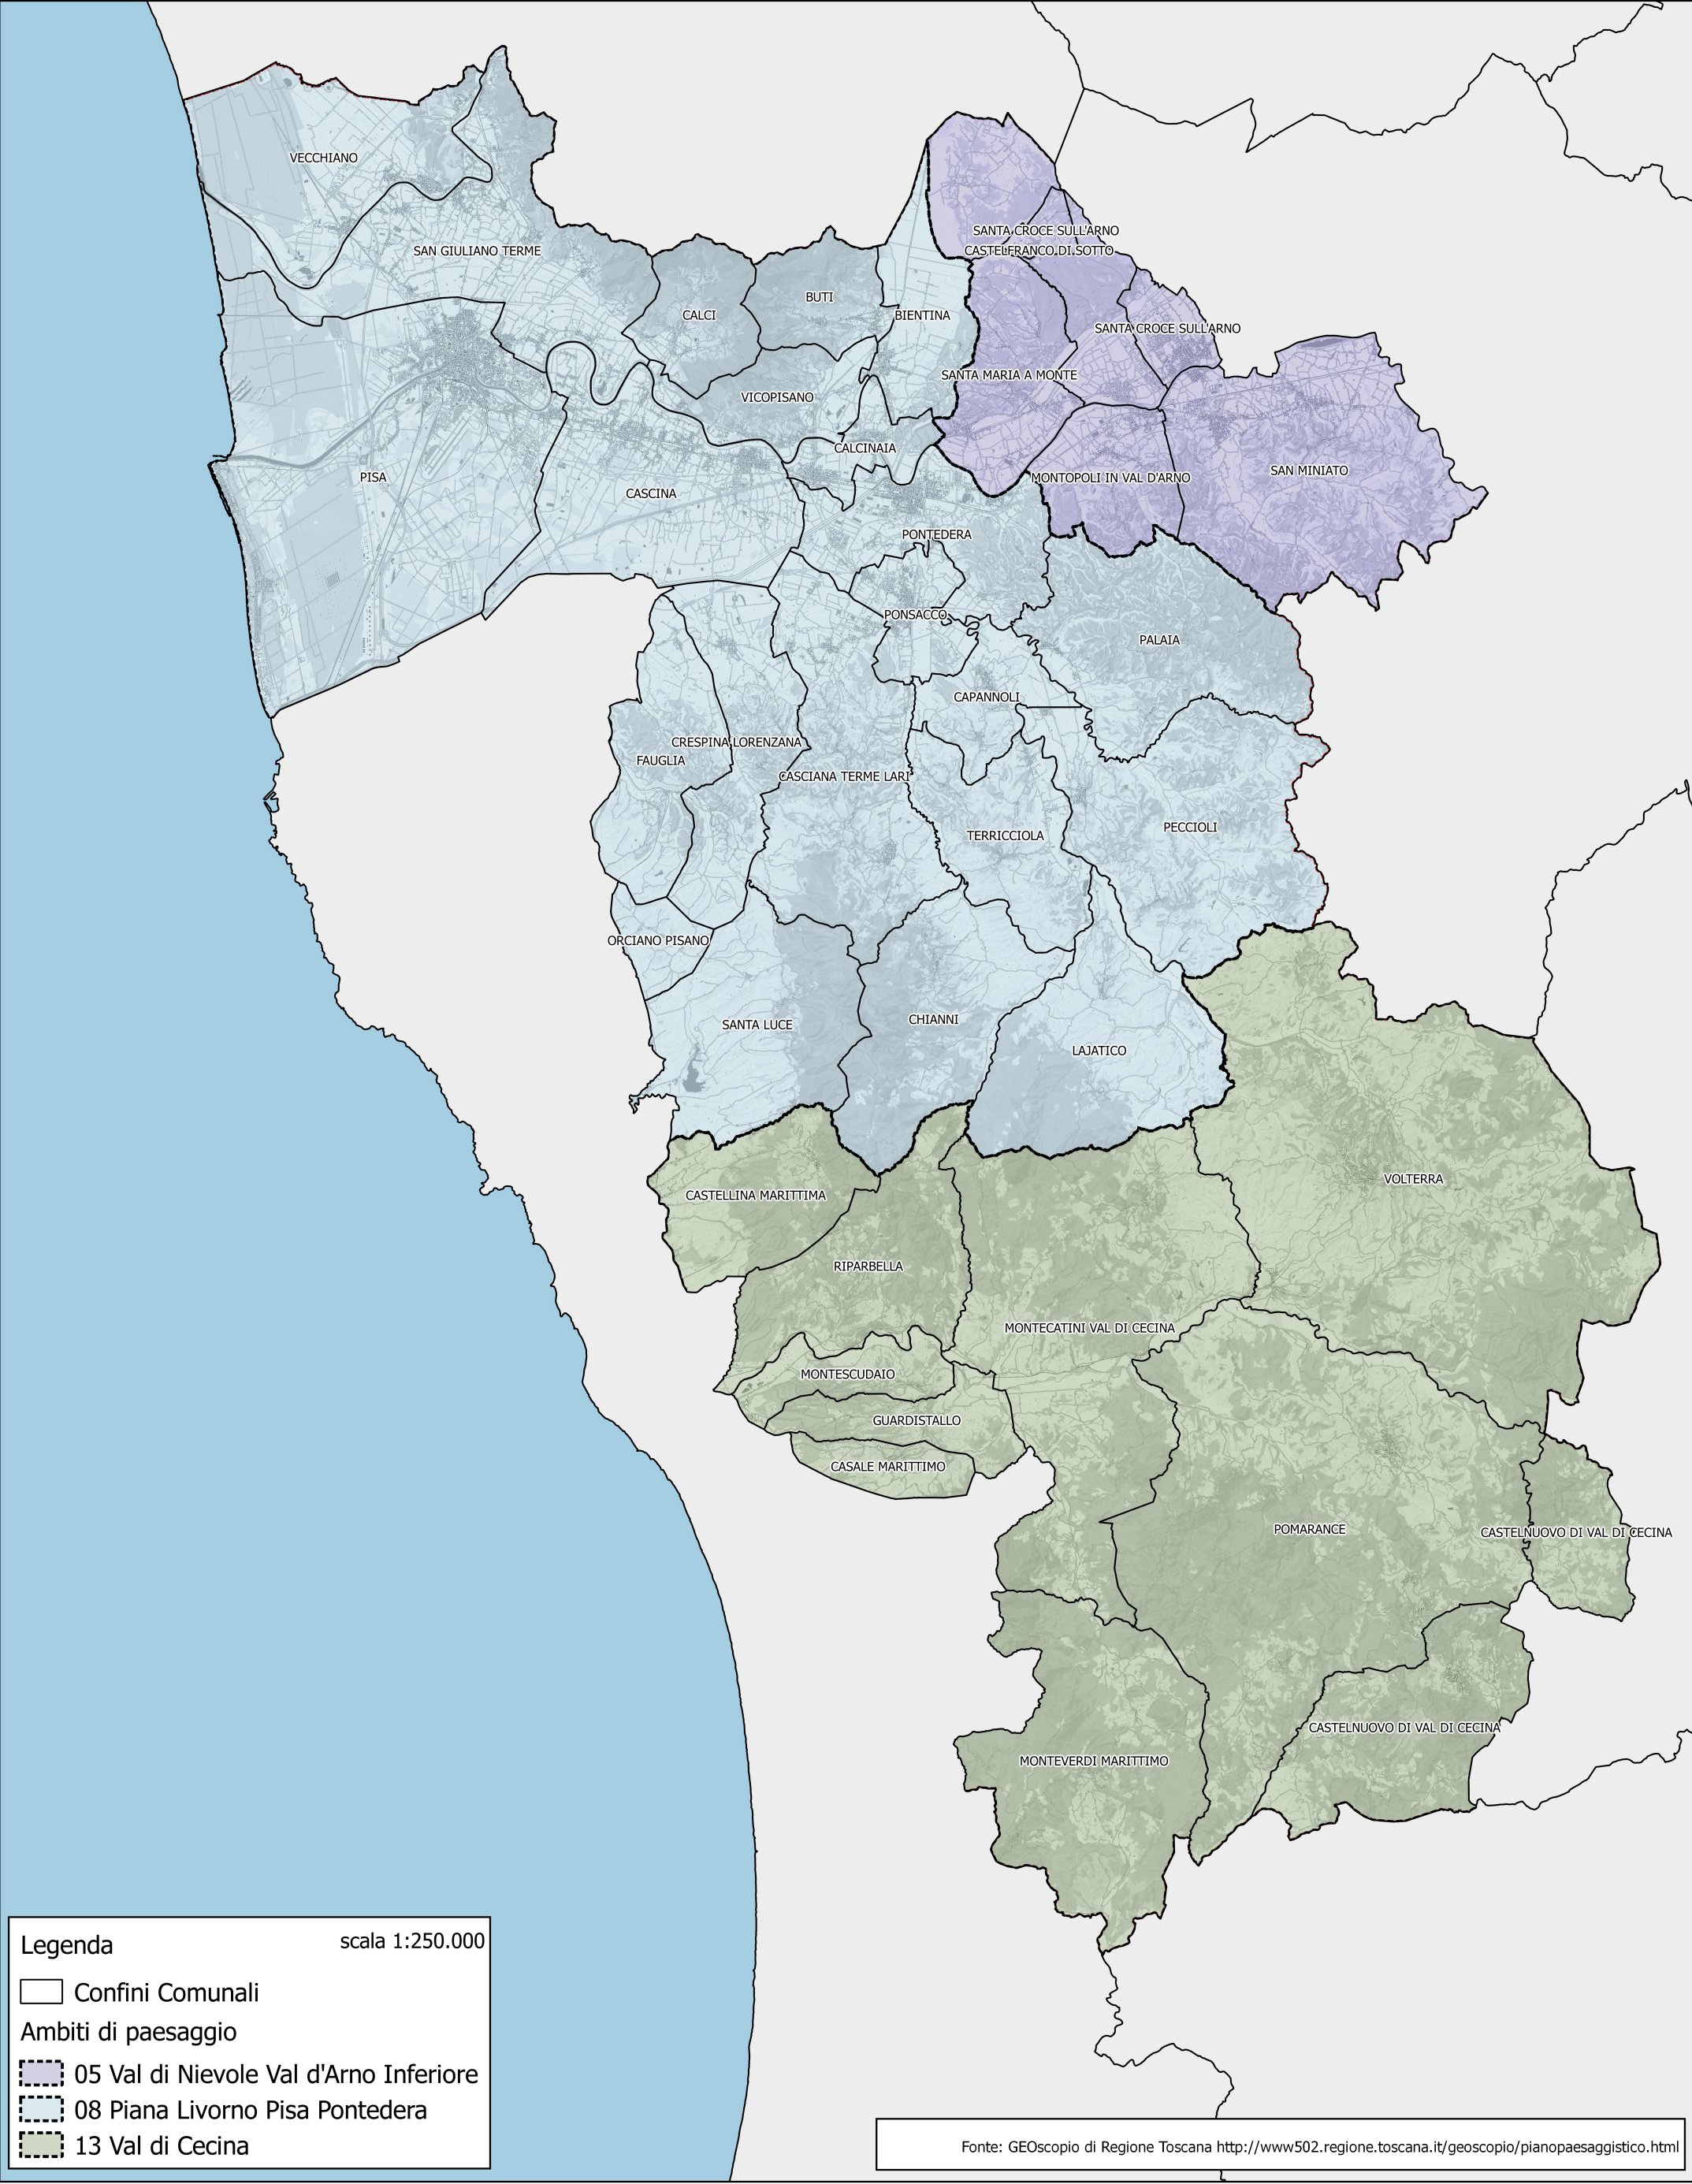 VECCHIANO
SANTA CROCE SULL'ARNO
SAN GIULIANO TERME
CASTELFRANCO DI SOTTO
BUTI
CALCI
BIENTINA
SANTA CROCE SULL'ARNO
SANTA MARIA A MONTE
VICOPISANO
CALCINAIA
SAN MINIATO
PISA
MONTOPOLI IN VAL D'ARNO
CASCINA
PONTEDERA
PONSACCO
PALAIA
CAPANNOLI
CRESPINA LORENZANA
FAUGLIA
CASCIANA TERME LARI
PECCIOLI
TERRICCIOLA
ORCIANO PISANO
CHIANNI
SANTA LUCE
LAJATICO
VOLTERRA
CASTELLINA MARITTIMA
RIPARBELLA
MONTECATINI VAL DI CECINA
MONTESCUDAIO
GUARDISTALLO
CASALE MARITTIMO
POMARANCE
CASTELNUOVO DI VAL DI CECINA
CASTELNUOVO DI VAL DI CECINA
MONTEVERDI MARITTIMO
Legenda
scala 1:250.000
Confini Comunali
Ambiti di paesaggio
05 Val di Nievole Val d'Arno Inferiore
08 Piana Livorno Pisa Pontedera
13 Val di Cecina
Fonte: GEOscopio di Regione Toscana http://www502.regione.toscana.it/geoscopio/pianopaesaggistico.html